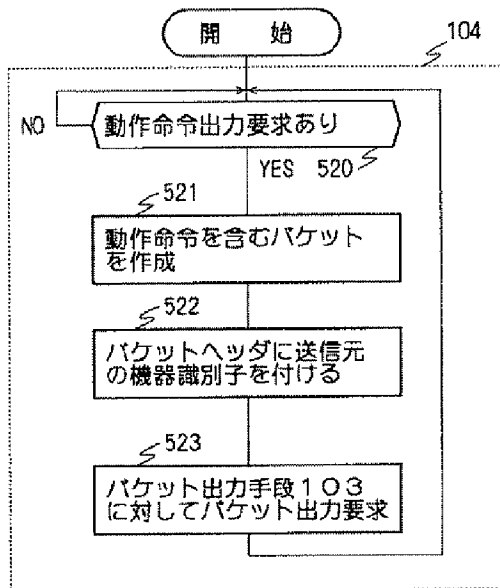 開 始
104
動作命令出力要求あり
NO
YES 520
521
動作命令を含むパケット
を作成
522
パケットヘッダに送信元
の機器識別子を付ける
523
パケット出力手段103
に対してパケット出力要求